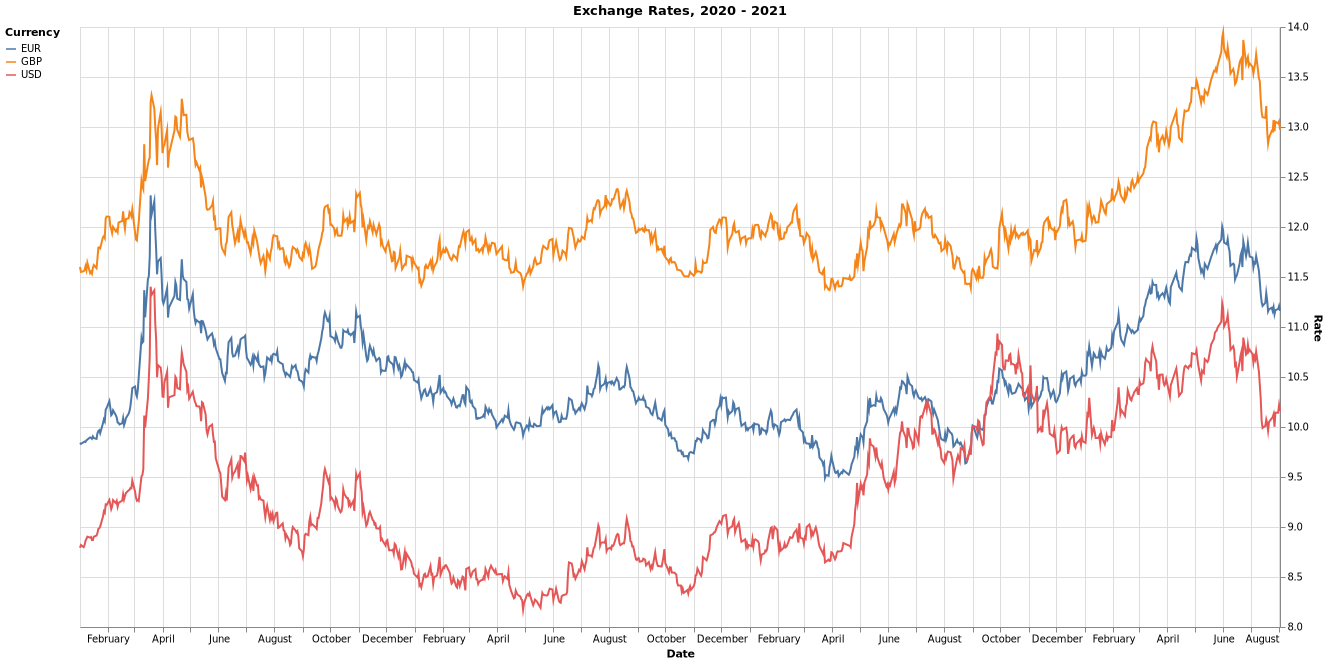 Exchange Rates, 2020 - 2021
Currency
EUR
GBP
USD
14.0
13.5
13.0
12.5
12.0
11.5
11.0
10.5
10.0
9.5
9.0
8.5
8.0
Rate
February April June August October December February April June August October December February April June August October December February April June August
Date